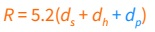 R = 5.2(dₛ + dₕ + dₚ)